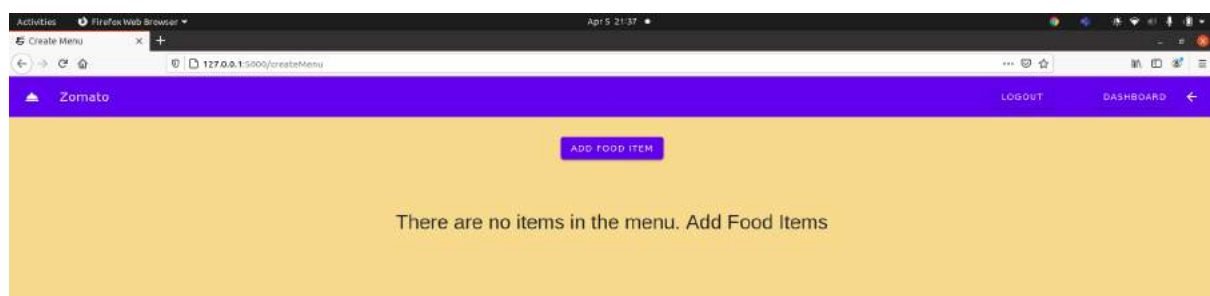 Activities Firefox Web Browser Apr 5 21:37
Create Menu
127.0.0.1:5000/createMenu
Zomato LOGOUT DASHBOARD
ADD FOOD ITEM
There are no items in the menu. Add Food Items